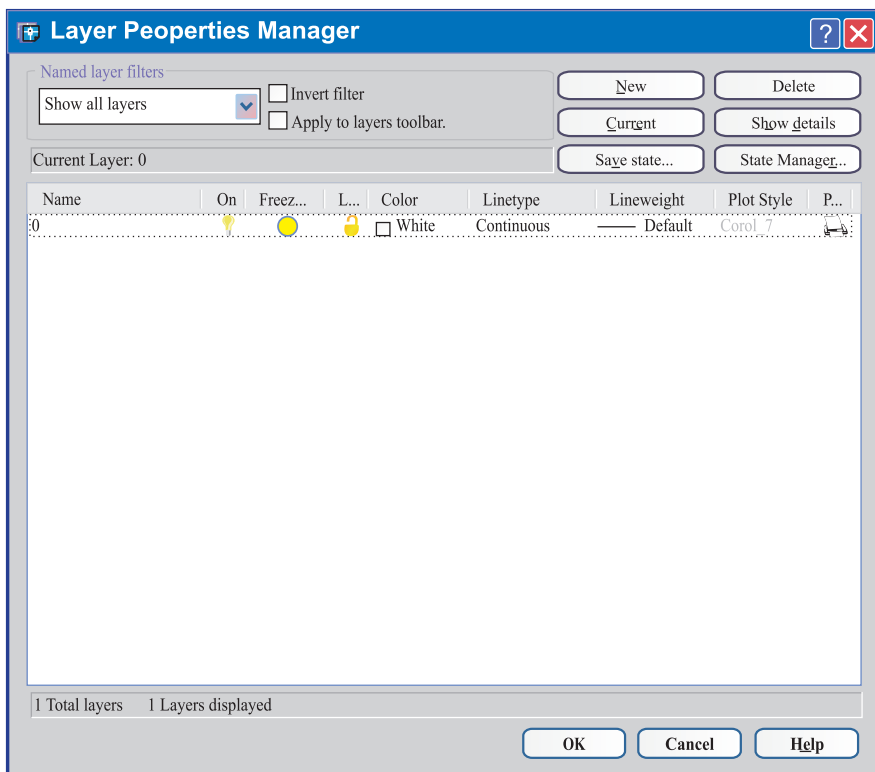 Layer Peoperties Manager
?
Named layer filters
Show all layers
Invert filter
Apply to layers toolbar.
New
Delete
Current
Show details
Current Layer: 0
Save state...
State Manager...
Name On Freez... L... Color Linetype Lineweight Plot Style P...
0 White Continuous Default Corol_7
1 Total layers 1 Layers displayed
OK Cancel Help